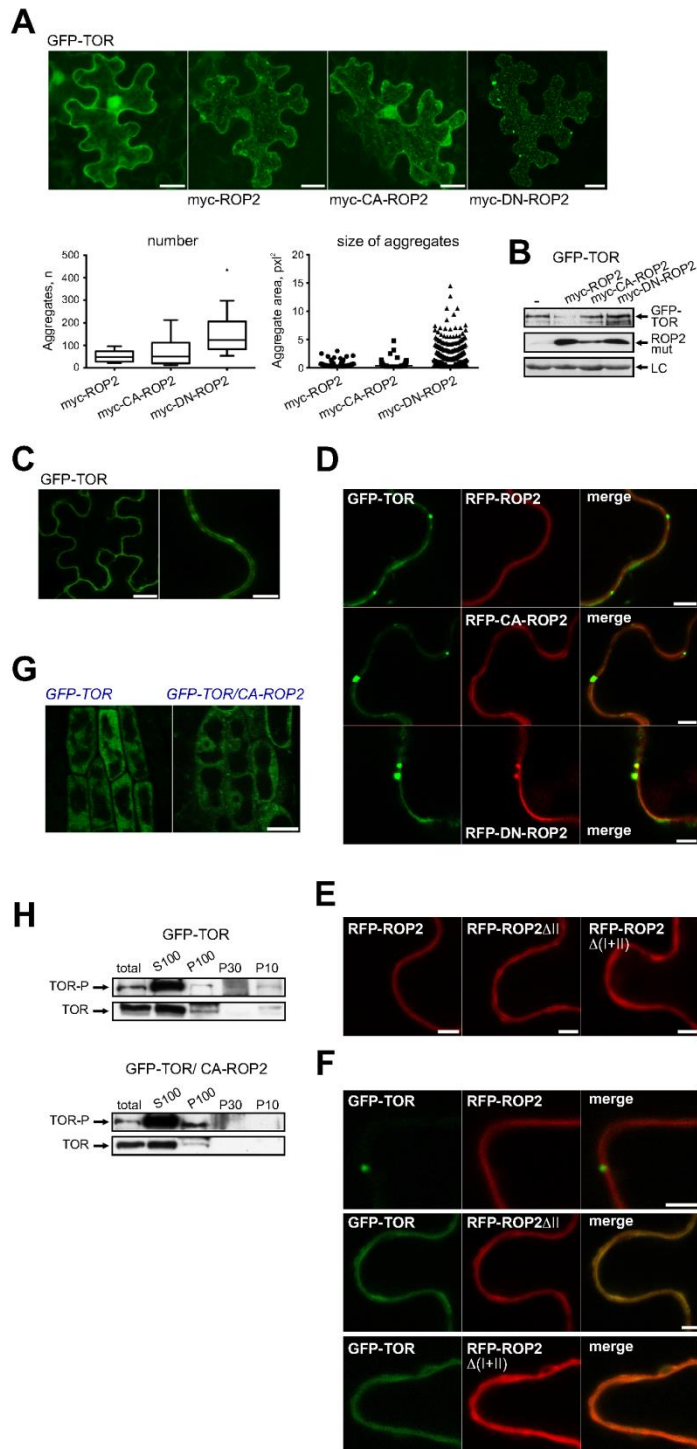 A
GFP-TOR
myc-ROP2
myc-CA-ROP2
myc-DN-ROP2
number
Aggregates, n
500
400
300
200
100
0
myc-ROP2
myc-CA-ROP2
myc-DN-ROP2
size of aggregates
Aggregate area, pxl²
20
15
10
5
0
myc-ROP2
myc-CA-ROP2
myc-DN-ROP2
B
GFP-TOR
- myc-ROP2 myc-CA-ROP2 myc-DN-ROP2
GFP-
TOR
ROP2
mut
LC
C
GFP-TOR
D
GFP-TOR RFP-ROP2 merge
RFP-CA-ROP2 merge
RFP-DN-ROP2 merge
G
GFP-TOR GFP-TOR/CA-ROP2
E
RFP-ROP2 RFP-ROP2ΔII RFP-ROP2
Δ(I+II)
H
GFP-TOR
total S100 P100 P30 P10
TOR-P
TOR
GFP-TOR/ CA-ROP2
total S100 P100 P30 P10
TOR-P
TOR
F
GFP-TOR RFP-ROP2 merge
GFP-TOR RFP-ROP2ΔII merge
GFP-TOR RFP-ROP2 merge
Δ(I+II)